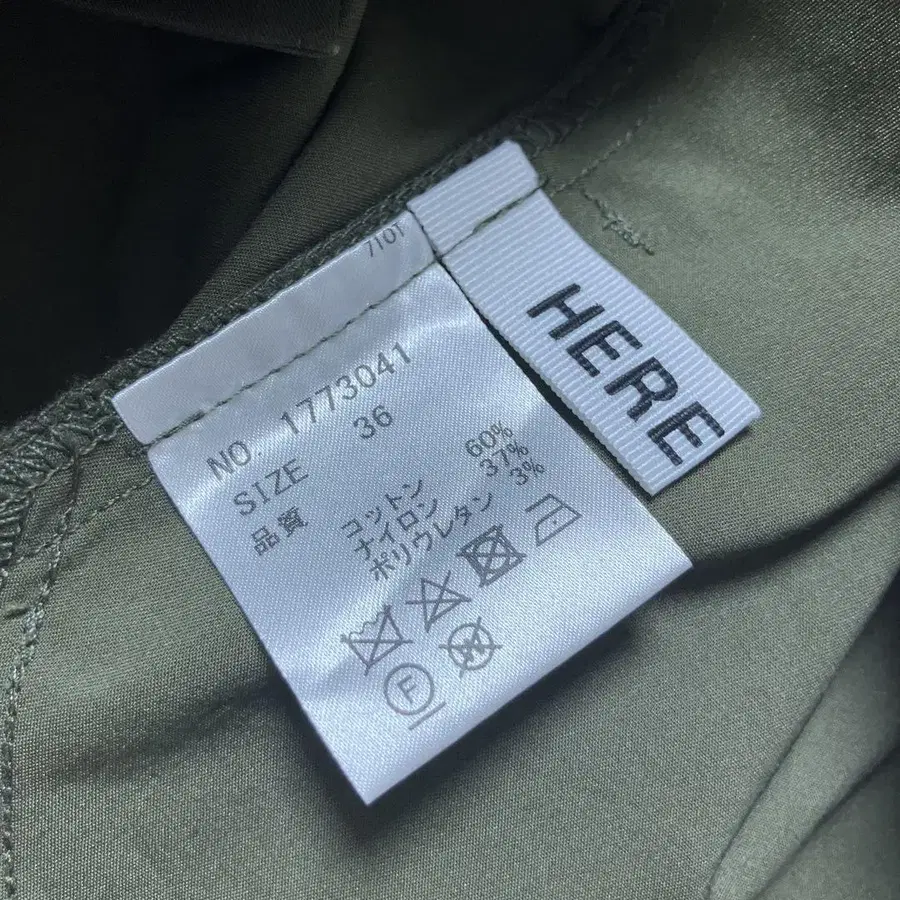 7101
NO. 1773041
SIZE 36
品質 コットン 60%
ナイロン 37%
ポリウレタン 3%
F
W
HERE